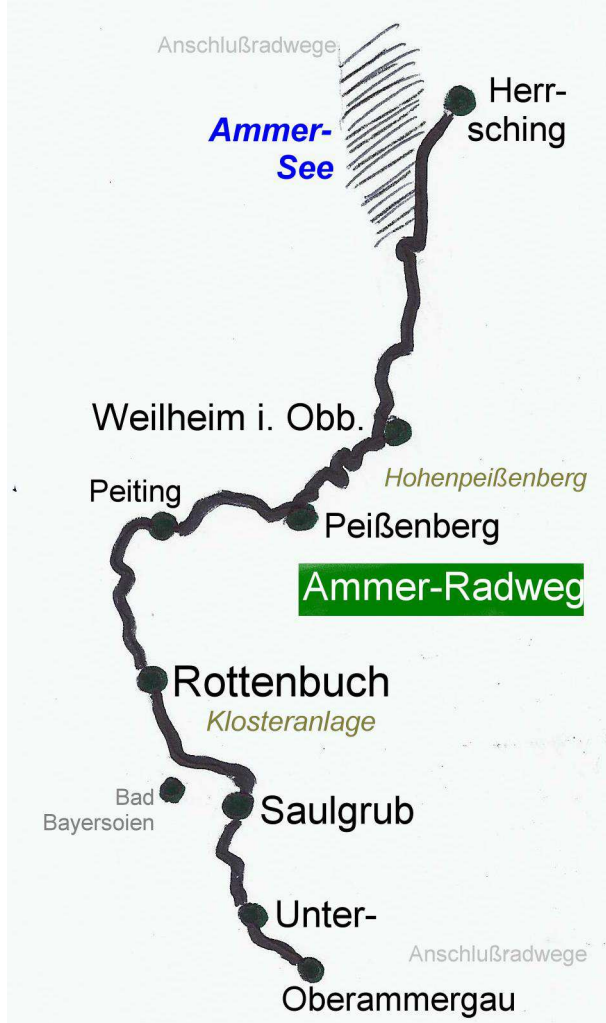 Anschlußradwege
Herr-
sching
Ammer-
See
Weilheim i. Obb.
Hohenpeißenberg
Peiting
Peißenberg
Ammer-Radweg
Rottenbuch
Klosteranlage
Bad
Bayersoien
Saulgrub
Unter-
Anschlußradwege
Oberammergau